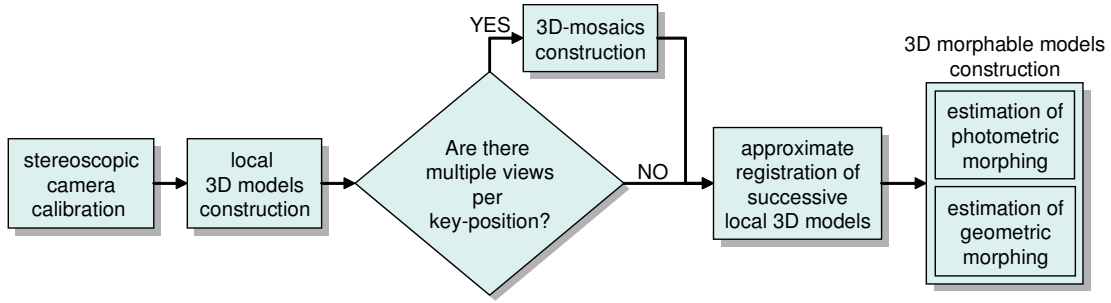 stereoscopic
camera
calibration
local
3D models
construction
Are there
multiple views
per
key-position?
YES
3D-mosaics
construction
NO
approximate
registration of
successive
local 3D models
3D morphable models
construction
estimation of
photometric
morphing
estimation of
geometric
morphing